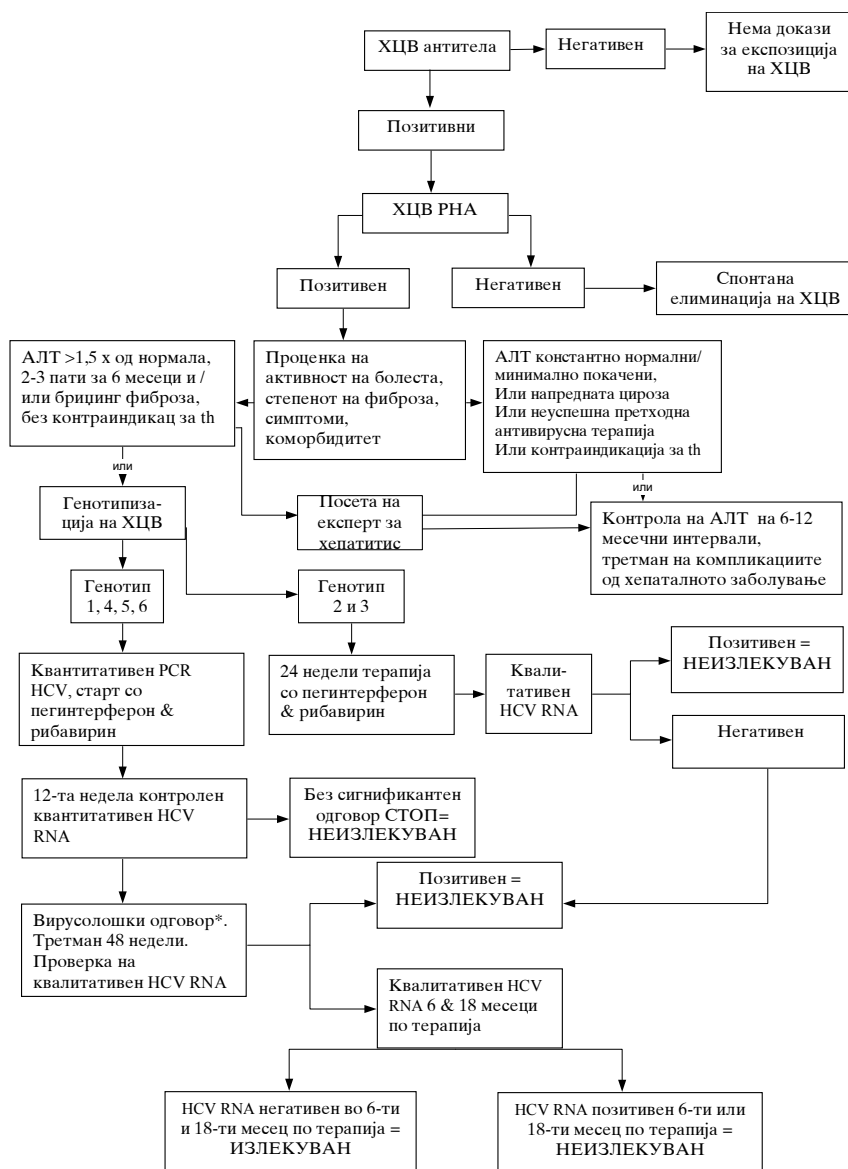 ХЦВ антитела
Негативен
Нема докази
за експозиција
на ХЦВ
Позитивни
ХЦВ РНА
Позитивен
Негативен
Спонтана
елиминација на ХЦВ
АЛТ >1,5 х од нормала,
2-3 пати за 6 месеци и /
или бриџинг фиброза,
без контраиндикац за th
Проценка на
активност на болеста,
степенот на фиброза,
симптоми,
коморбидитет
АЛТ константно нормални/
минимално покачени,
Или напредната цироза
Или неуспешна претходна
антивирусна терапија
Или контраиндикација за th
или
или
Генотипиза-
ција на ХЦВ
Посета на
експерт за
хепатитис
Контрола на АЛТ на 6-12
месечни интервали,
третман на компликациите
од хепаталното заболување
Генотип
1, 4, 5, 6
Генотип
2 и 3
Квантитативен PCR
HCV, старт со
пегинтерферон &
рибавирин
24 недели терапија
со пегинтерферон
& рибавирин
Квали-
тативен
HCV RNA
Позитивен =
НЕИЗЛЕКУВАН
Негативен
12-та недела контролен
квантитативен HCV
RNA
Без сигнификантен
одговор СТОП=
НЕИЗЛЕКУВАН
Позитивен =
НЕИЗЛЕКУВАН
Вирусолошки одговор*.
Третман 48 недели.
Проверка на
квалитативен HCV RNA
Квалитативен HCV
RNA 6 & 18 месеци
по терапија
HCV RNA негативен во 6-ти
и 18-ти месец по терапија =
ИЗЛЕКУВАН
HCV RNA позитивен 6-ти или
18-ти месец по терапија =
НЕИЗЛЕКУВАН